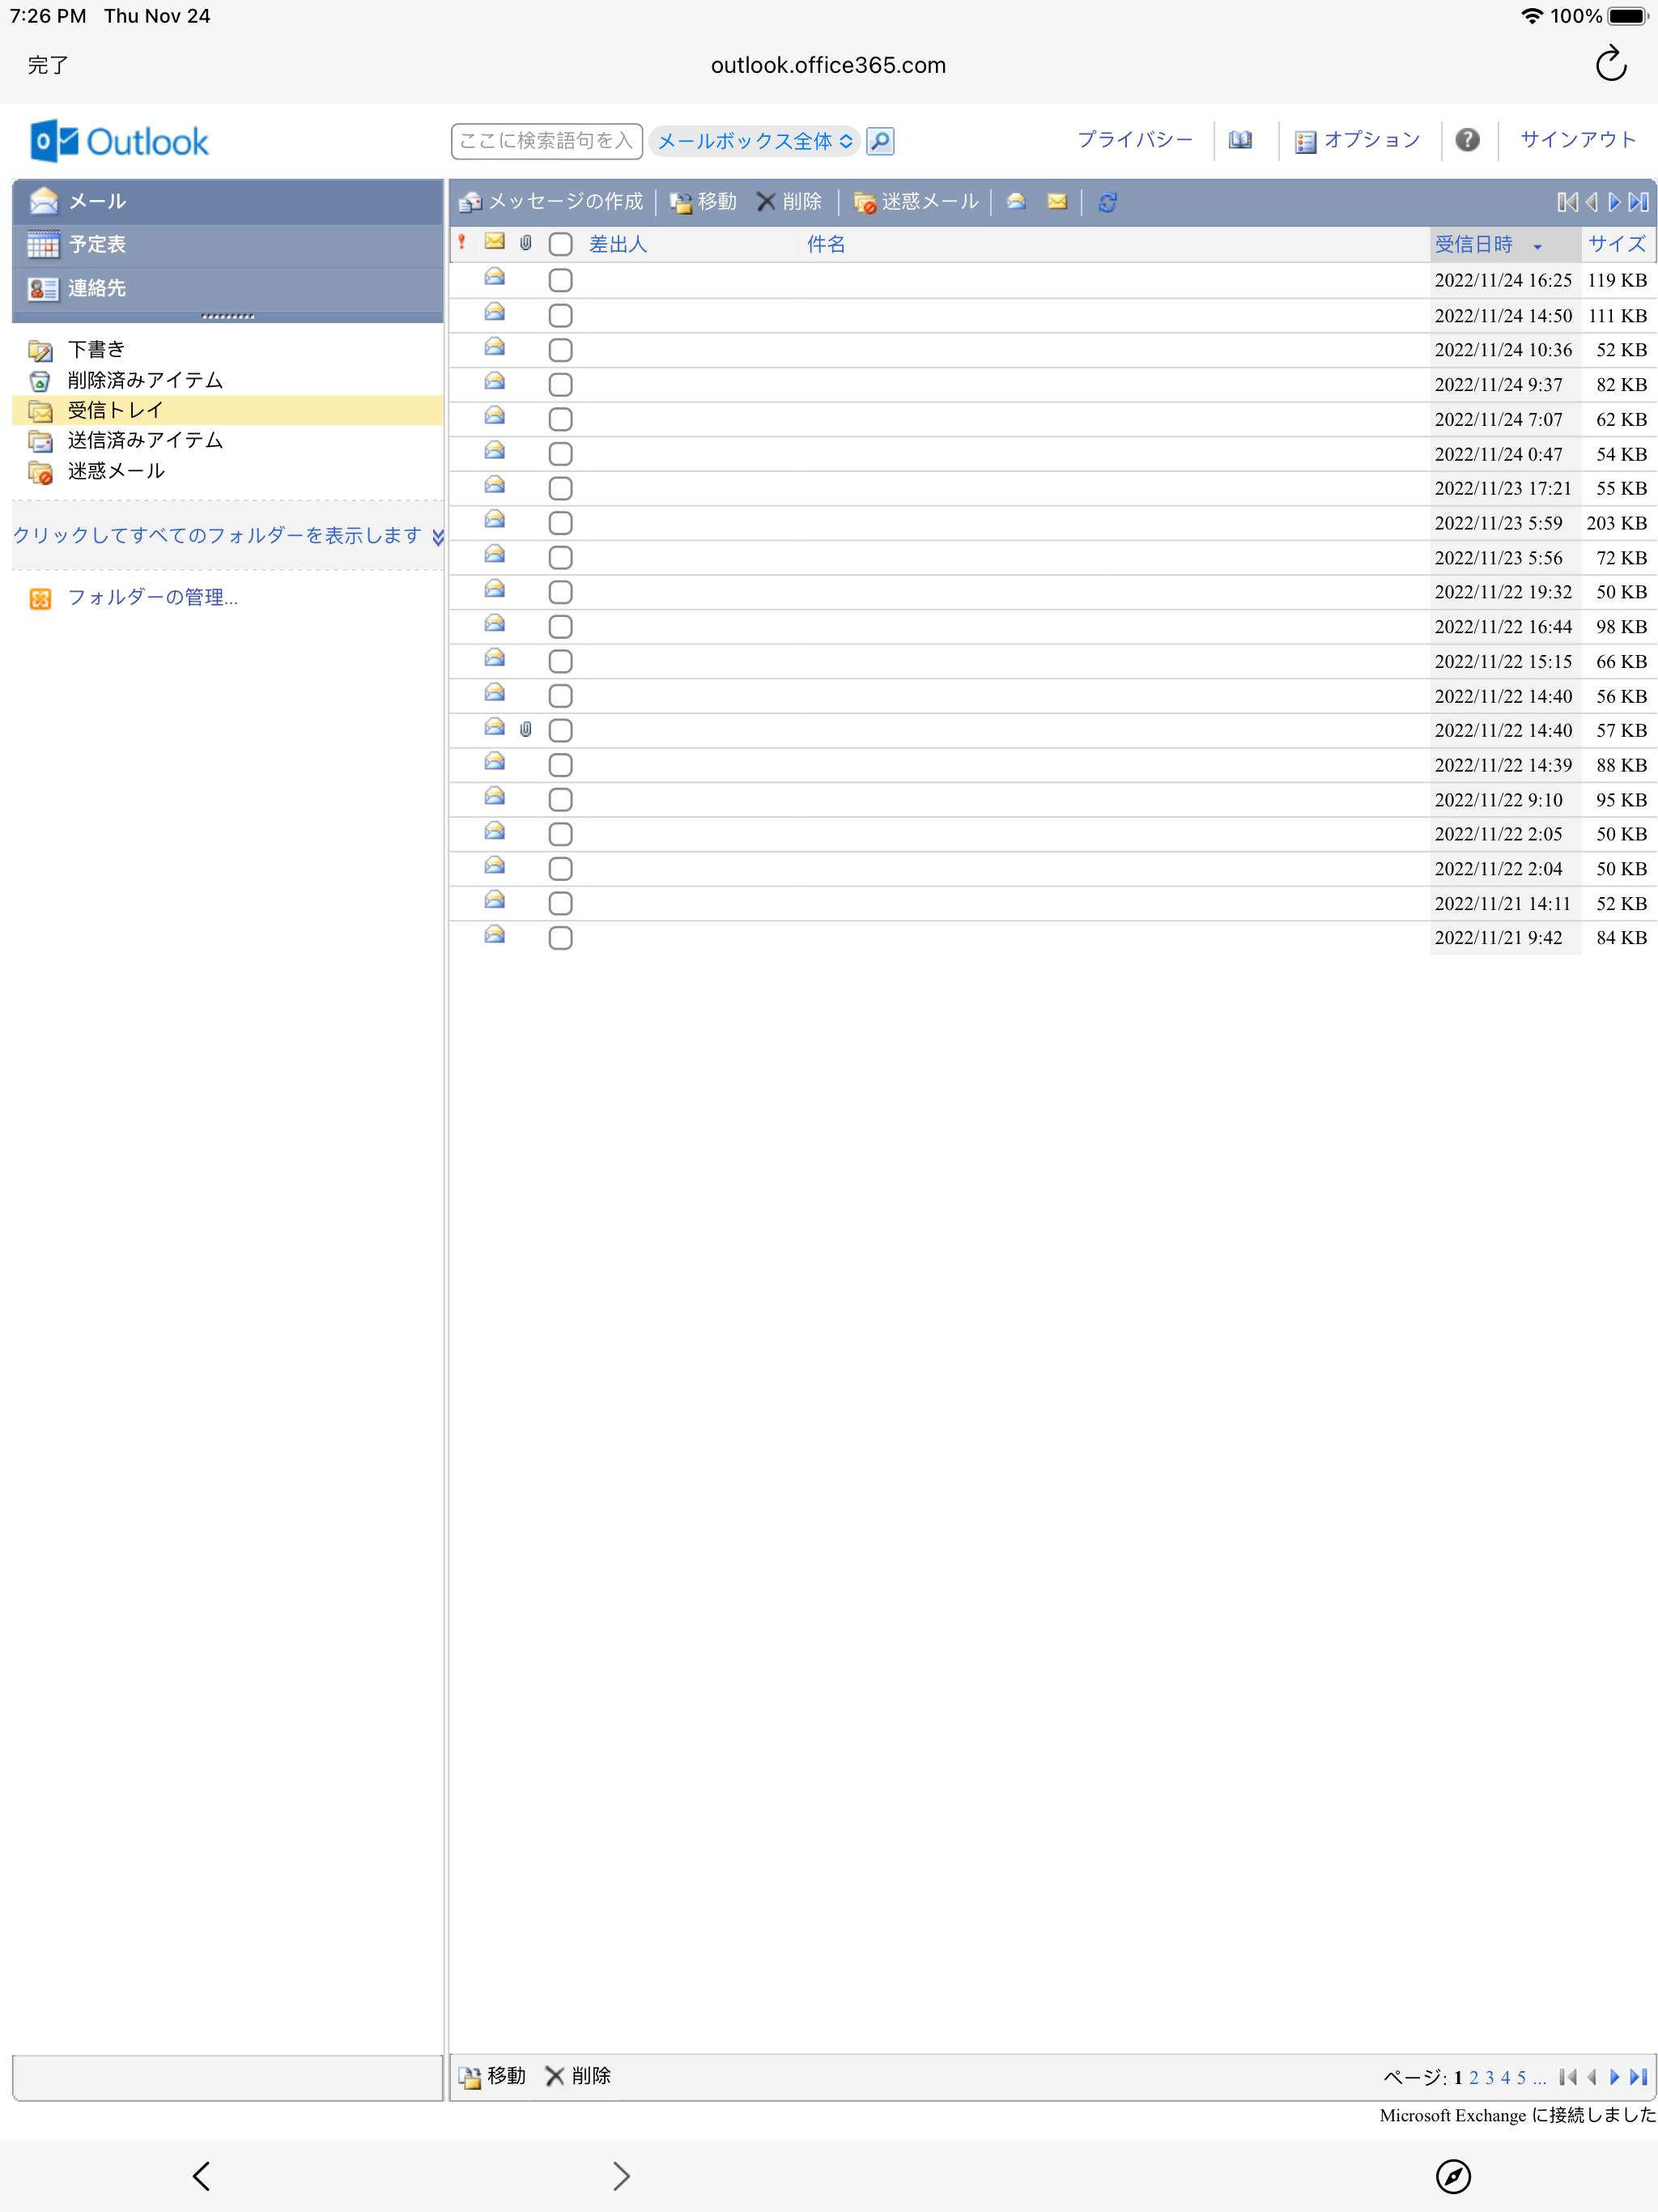 7:26 PM Thu Nov 24 100%
完了 outlook.office365.com
Outlook ここに検索語句を入 メールボックス全体 プライバシー オプション サインアウト
メール
予定表
連絡先
下書き
削除済みアイテム
受信トレイ
送信済みアイテム
迷惑メール
クリックしてすべてのフォルダーを表示します
フォルダーの管理...
メッセージの作成 移動 削除 迷惑メール
差出人 件名 受信日時 サイズ
2022/11/24 16:25 119 KB
2022/11/24 14:50 111 KB
2022/11/24 10:36 52 KB
2022/11/24 9:37 82 KB
2022/11/24 7:07 62 KB
2022/11/24 0:47 54 KB
2022/11/23 17:21 55 KB
2022/11/23 5:59 203 KB
2022/11/23 5:56 72 KB
2022/11/22 19:32 50 KB
2022/11/22 16:44 98 KB
2022/11/22 15:15 66 KB
2022/11/22 14:40 56 KB
2022/11/22 14:40 57 KB
2022/11/22 14:39 88 KB
2022/11/22 9:10 95 KB
2022/11/22 2:05 50 KB
2022/11/22 2:04 50 KB
2022/11/21 14:11 52 KB
2022/11/21 9:42 84 KB
移動 削除 ページ: 1 2 3 4 5 ...
Microsoft Exchange に接続しました